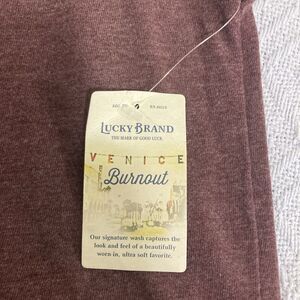 LUCKY BRAND
THE MARK OF GOOD LUCK.
VENICE
Burnout
Our signature wash captures the
look and feel of a beautifully
worn-in, ultra soft favorite.